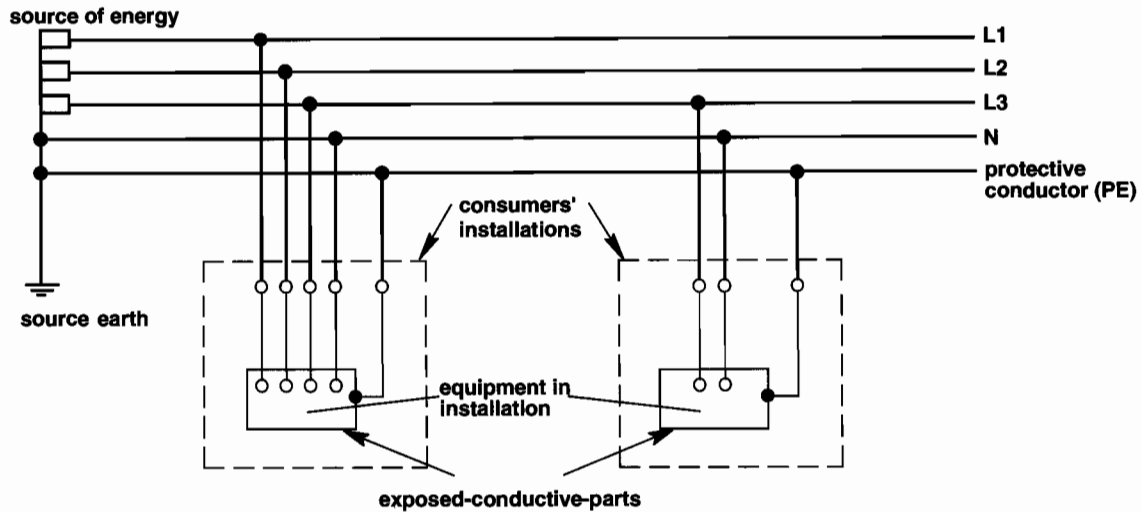 source of energy
L1
L2
L3
N
protective
conductor (PE)
consumers'
installations
source earth
equipment in
installation
exposed-conductive-parts